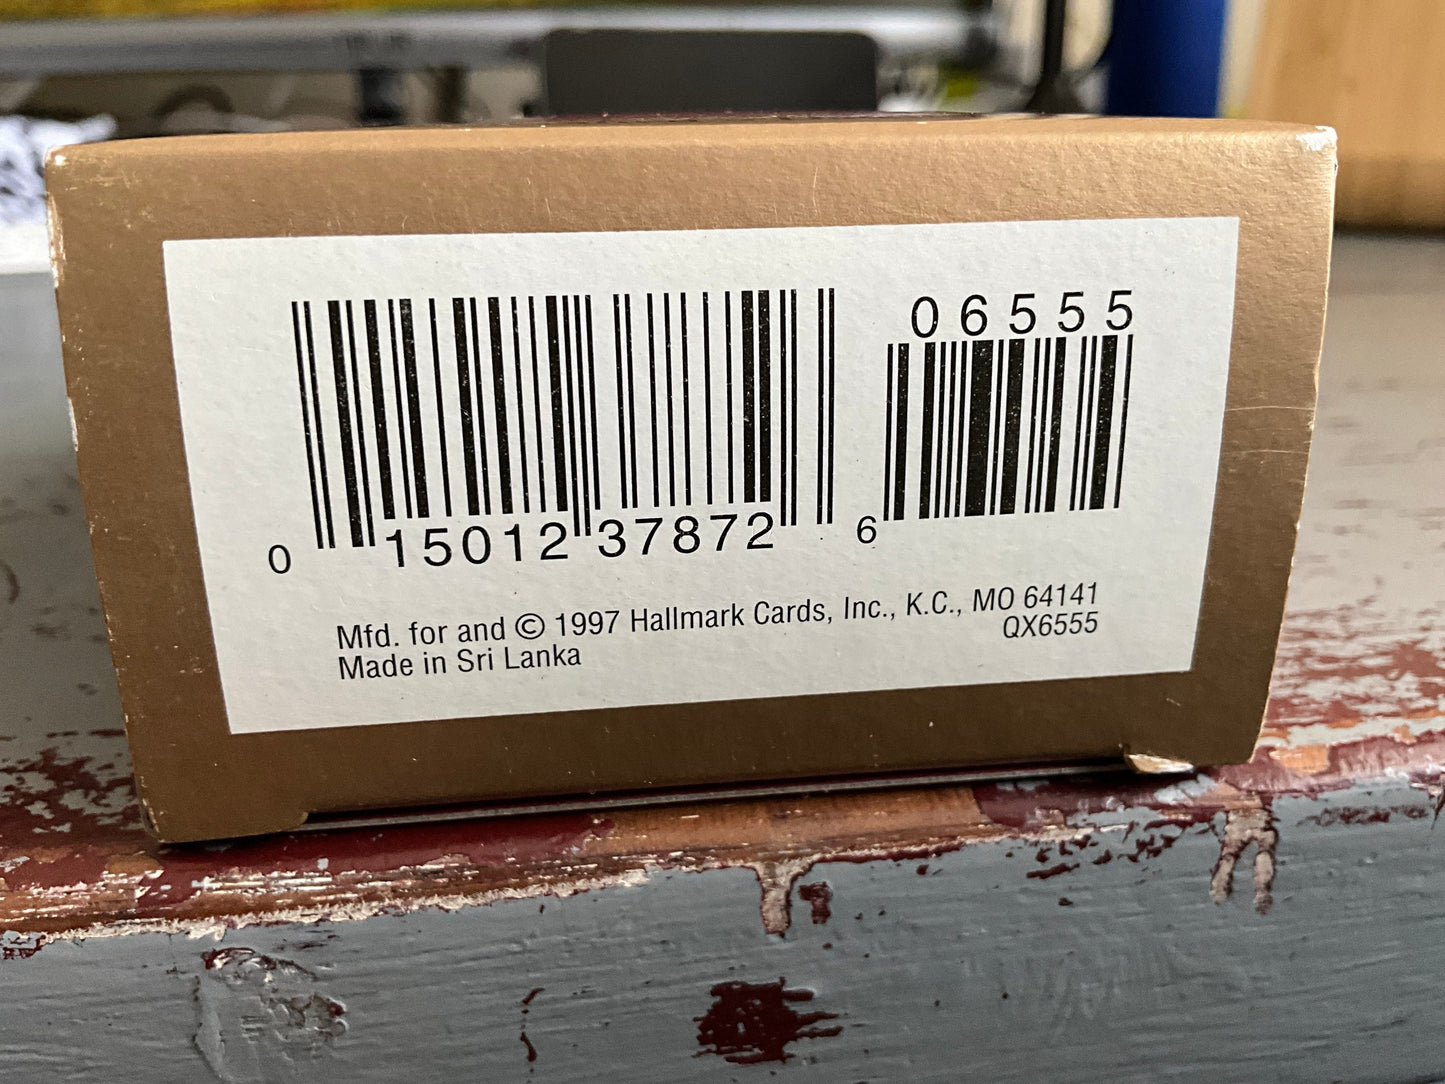 06555
0 15012 37872 6
Mfd. for and © 1997 Hallmark Cards, Inc., K.C., MO 64141
QX6555
Made in Sri Lanka